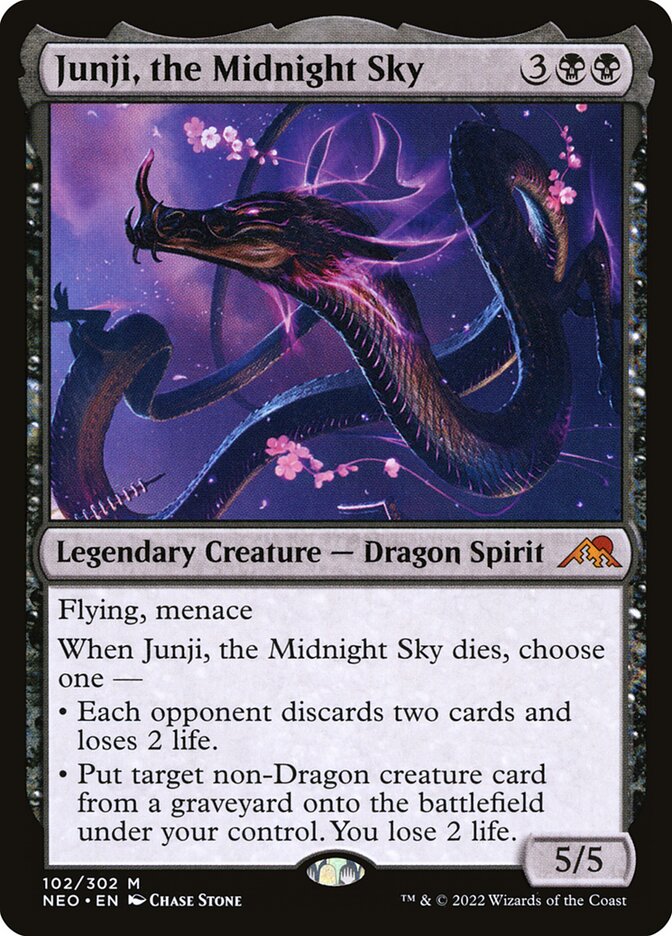 Junji, the Midnight Sky 3
Legendary Creature — Dragon Spirit
Flying, menace
When Junji, the Midnight Sky dies, choose
one —
• Each opponent discards two cards and
loses 2 life.
• Put target non-Dragon creature card
from a graveyard onto the battlefield
under your control. You lose 2 life.
5/5
102/302 M
NEO • EN Chase Stone
™ & © 2022 Wizards of the Coast